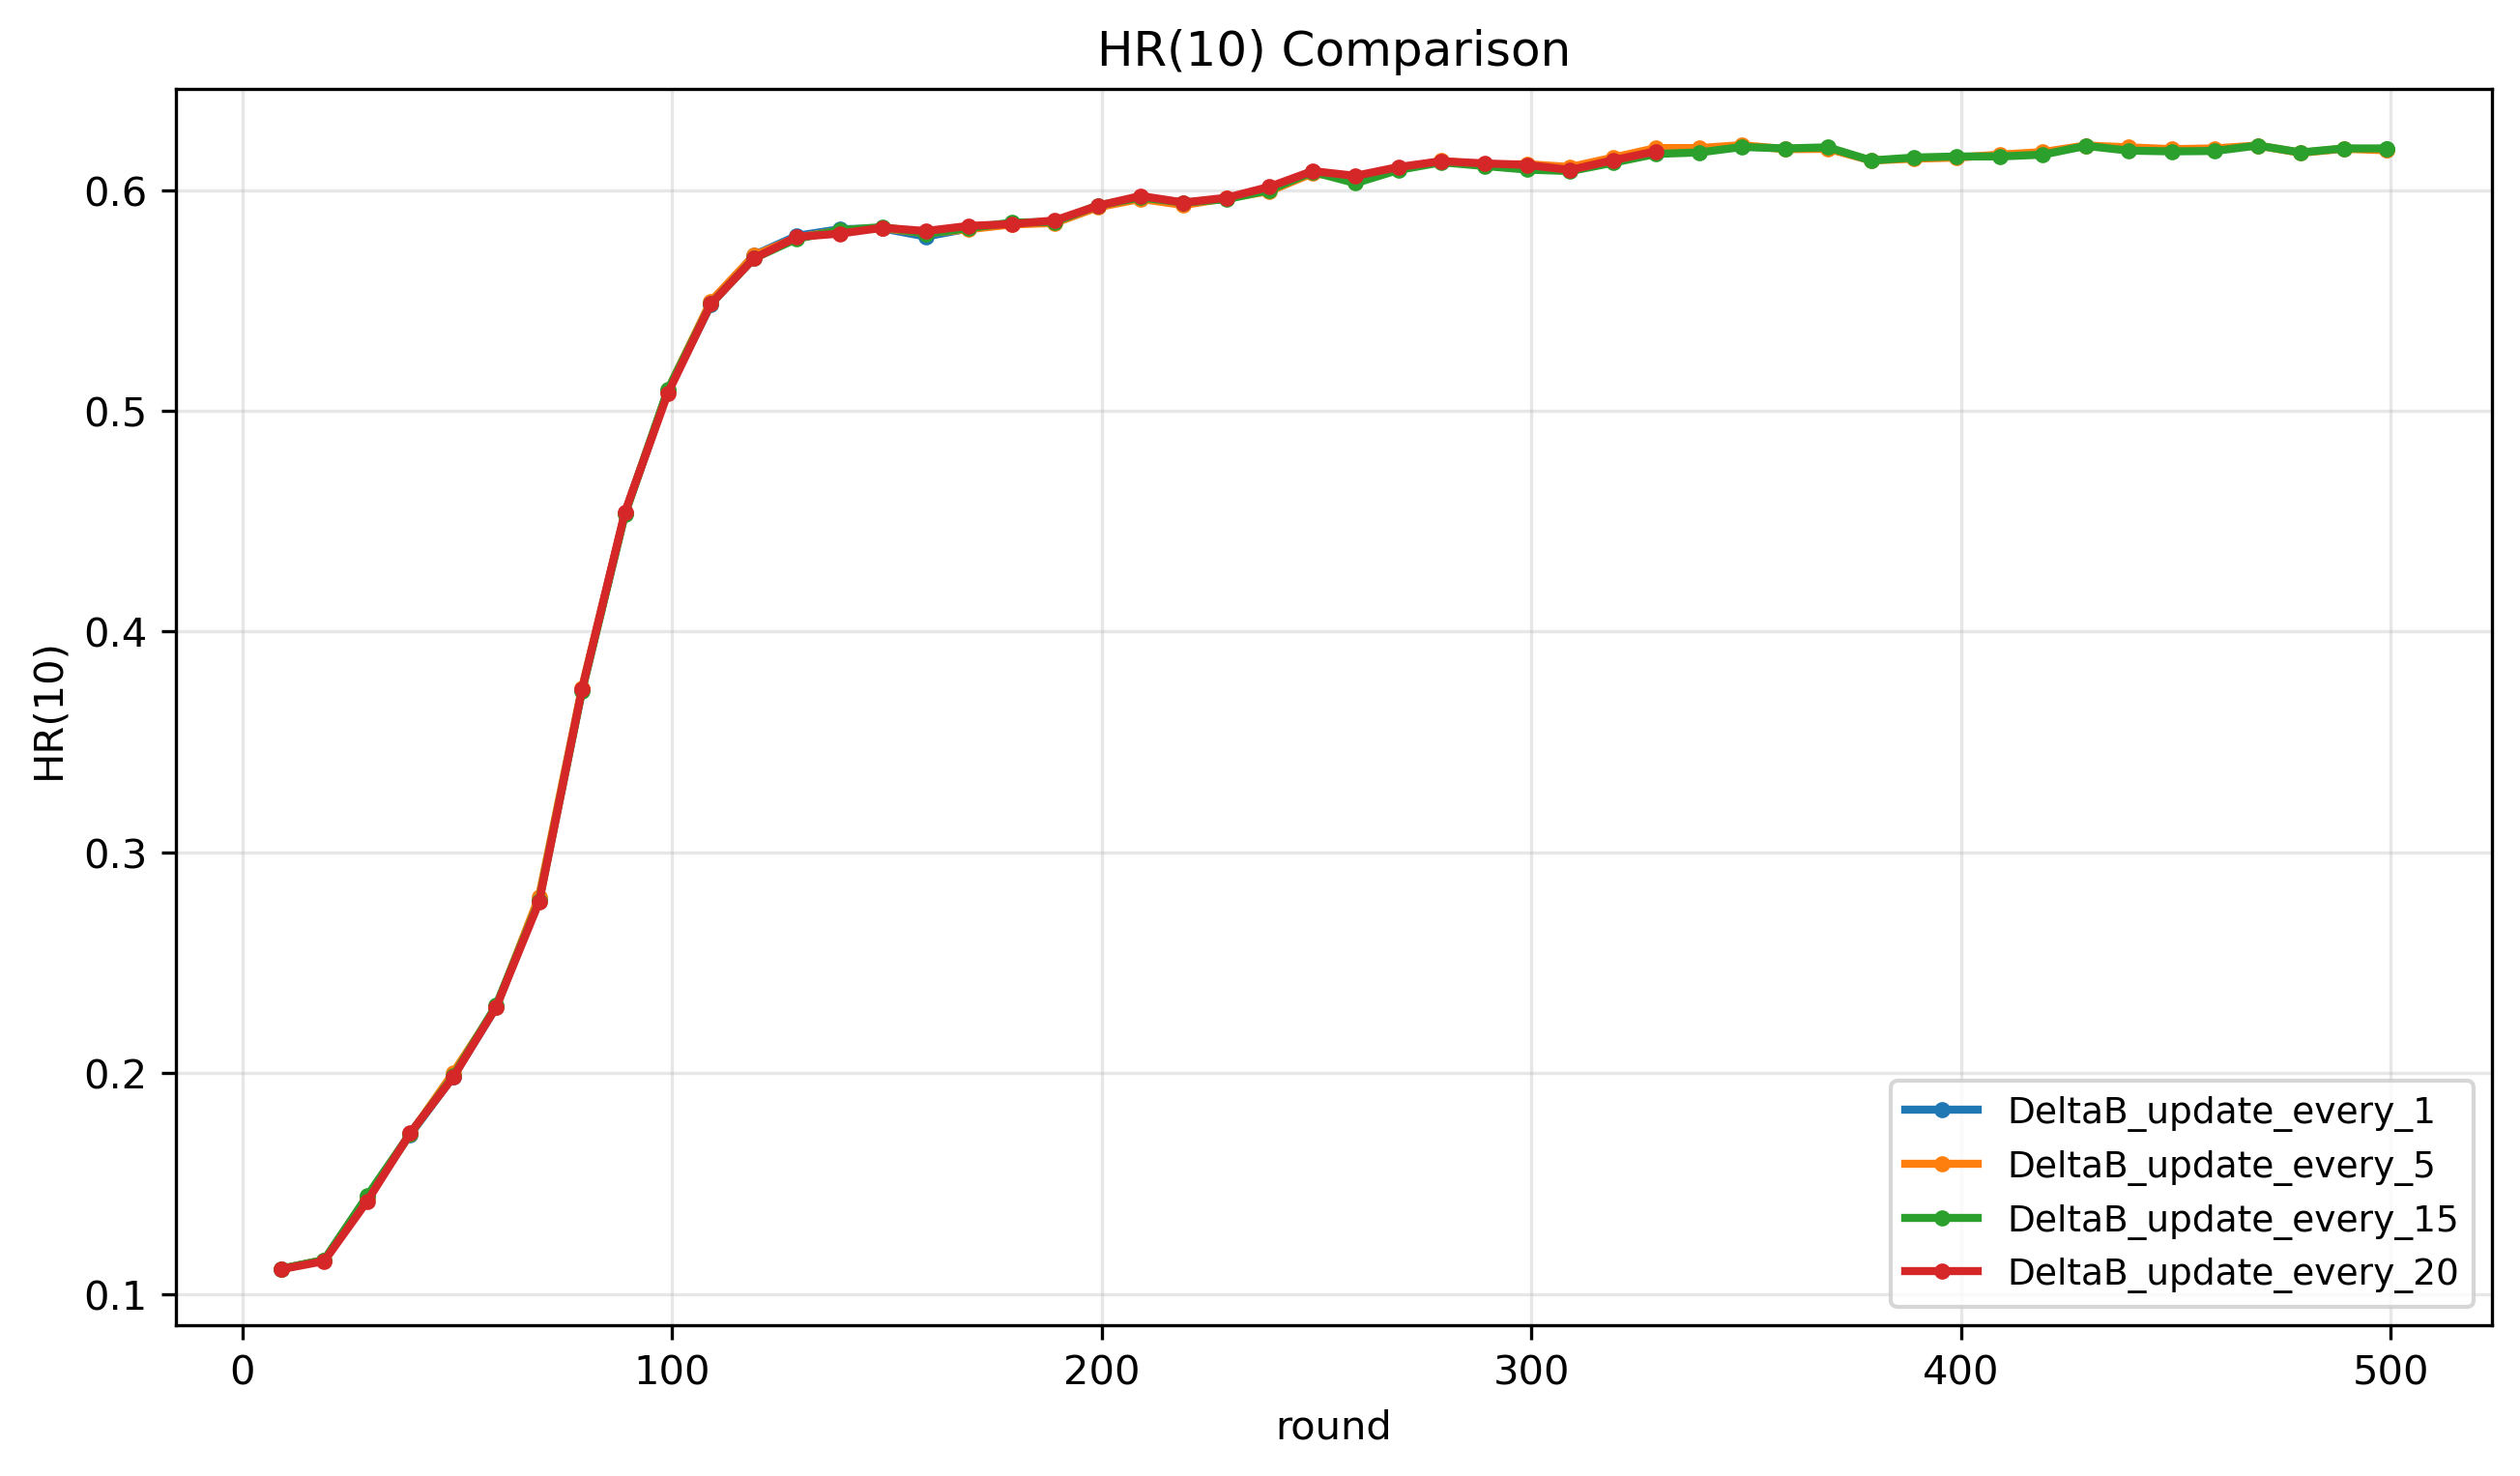 HR(10) Comparison
HR(10)
0.6
0.5
0.4
0.3
0.2
0.1
0 100 200 300 400 500
round
DeltaB_update_every_1
DeltaB_update_every_5
DeltaB_update_every_15
DeltaB_update_every_20